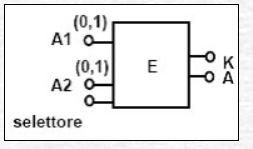 (0,1)
A1
E
K
(0,1)
A2
A
selettore